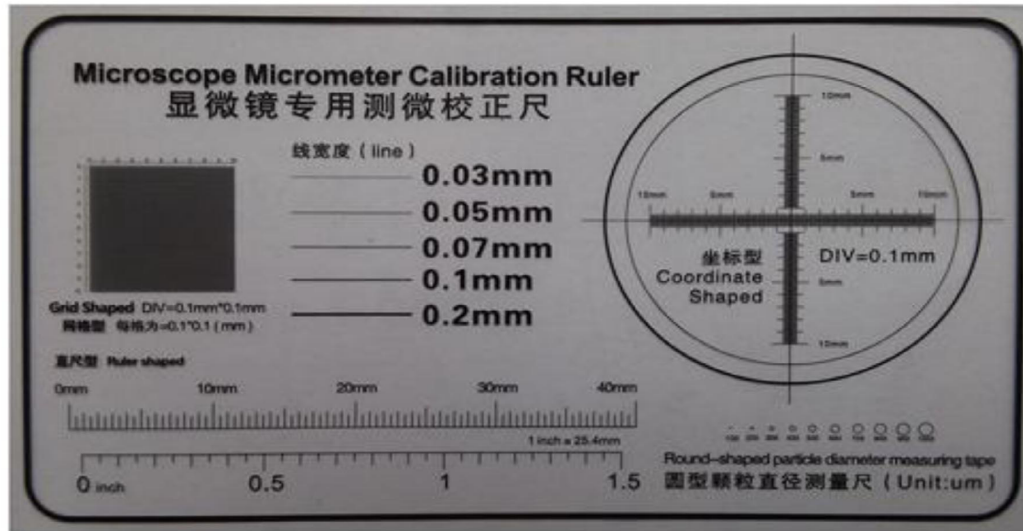 Microscope Micrometer Calibration Ruler
显微镜专用测微校正尺
线宽度 ( line )
0.03mm
0.05mm
0.07mm
0.1mm
0.2mm
Grid Shaped DIV=0.1mm*0.1mm
网格型 每格为=0.1*0.1 ( mm )
直尺型 Ruler shaped
0mm 10mm 20mm 30mm 40mm
1 inch = 25.4mm
0 inch 0.5 1 1.5
10mm
5mm
10mm 5mm 5mm 10mm
坐标型 DIV=0.1mm
Coordinate
Shaped
5mm
10mm
Round-shaped particle diameter measuring tape
圆型颗粒直径测量尺 ( Unit:um )